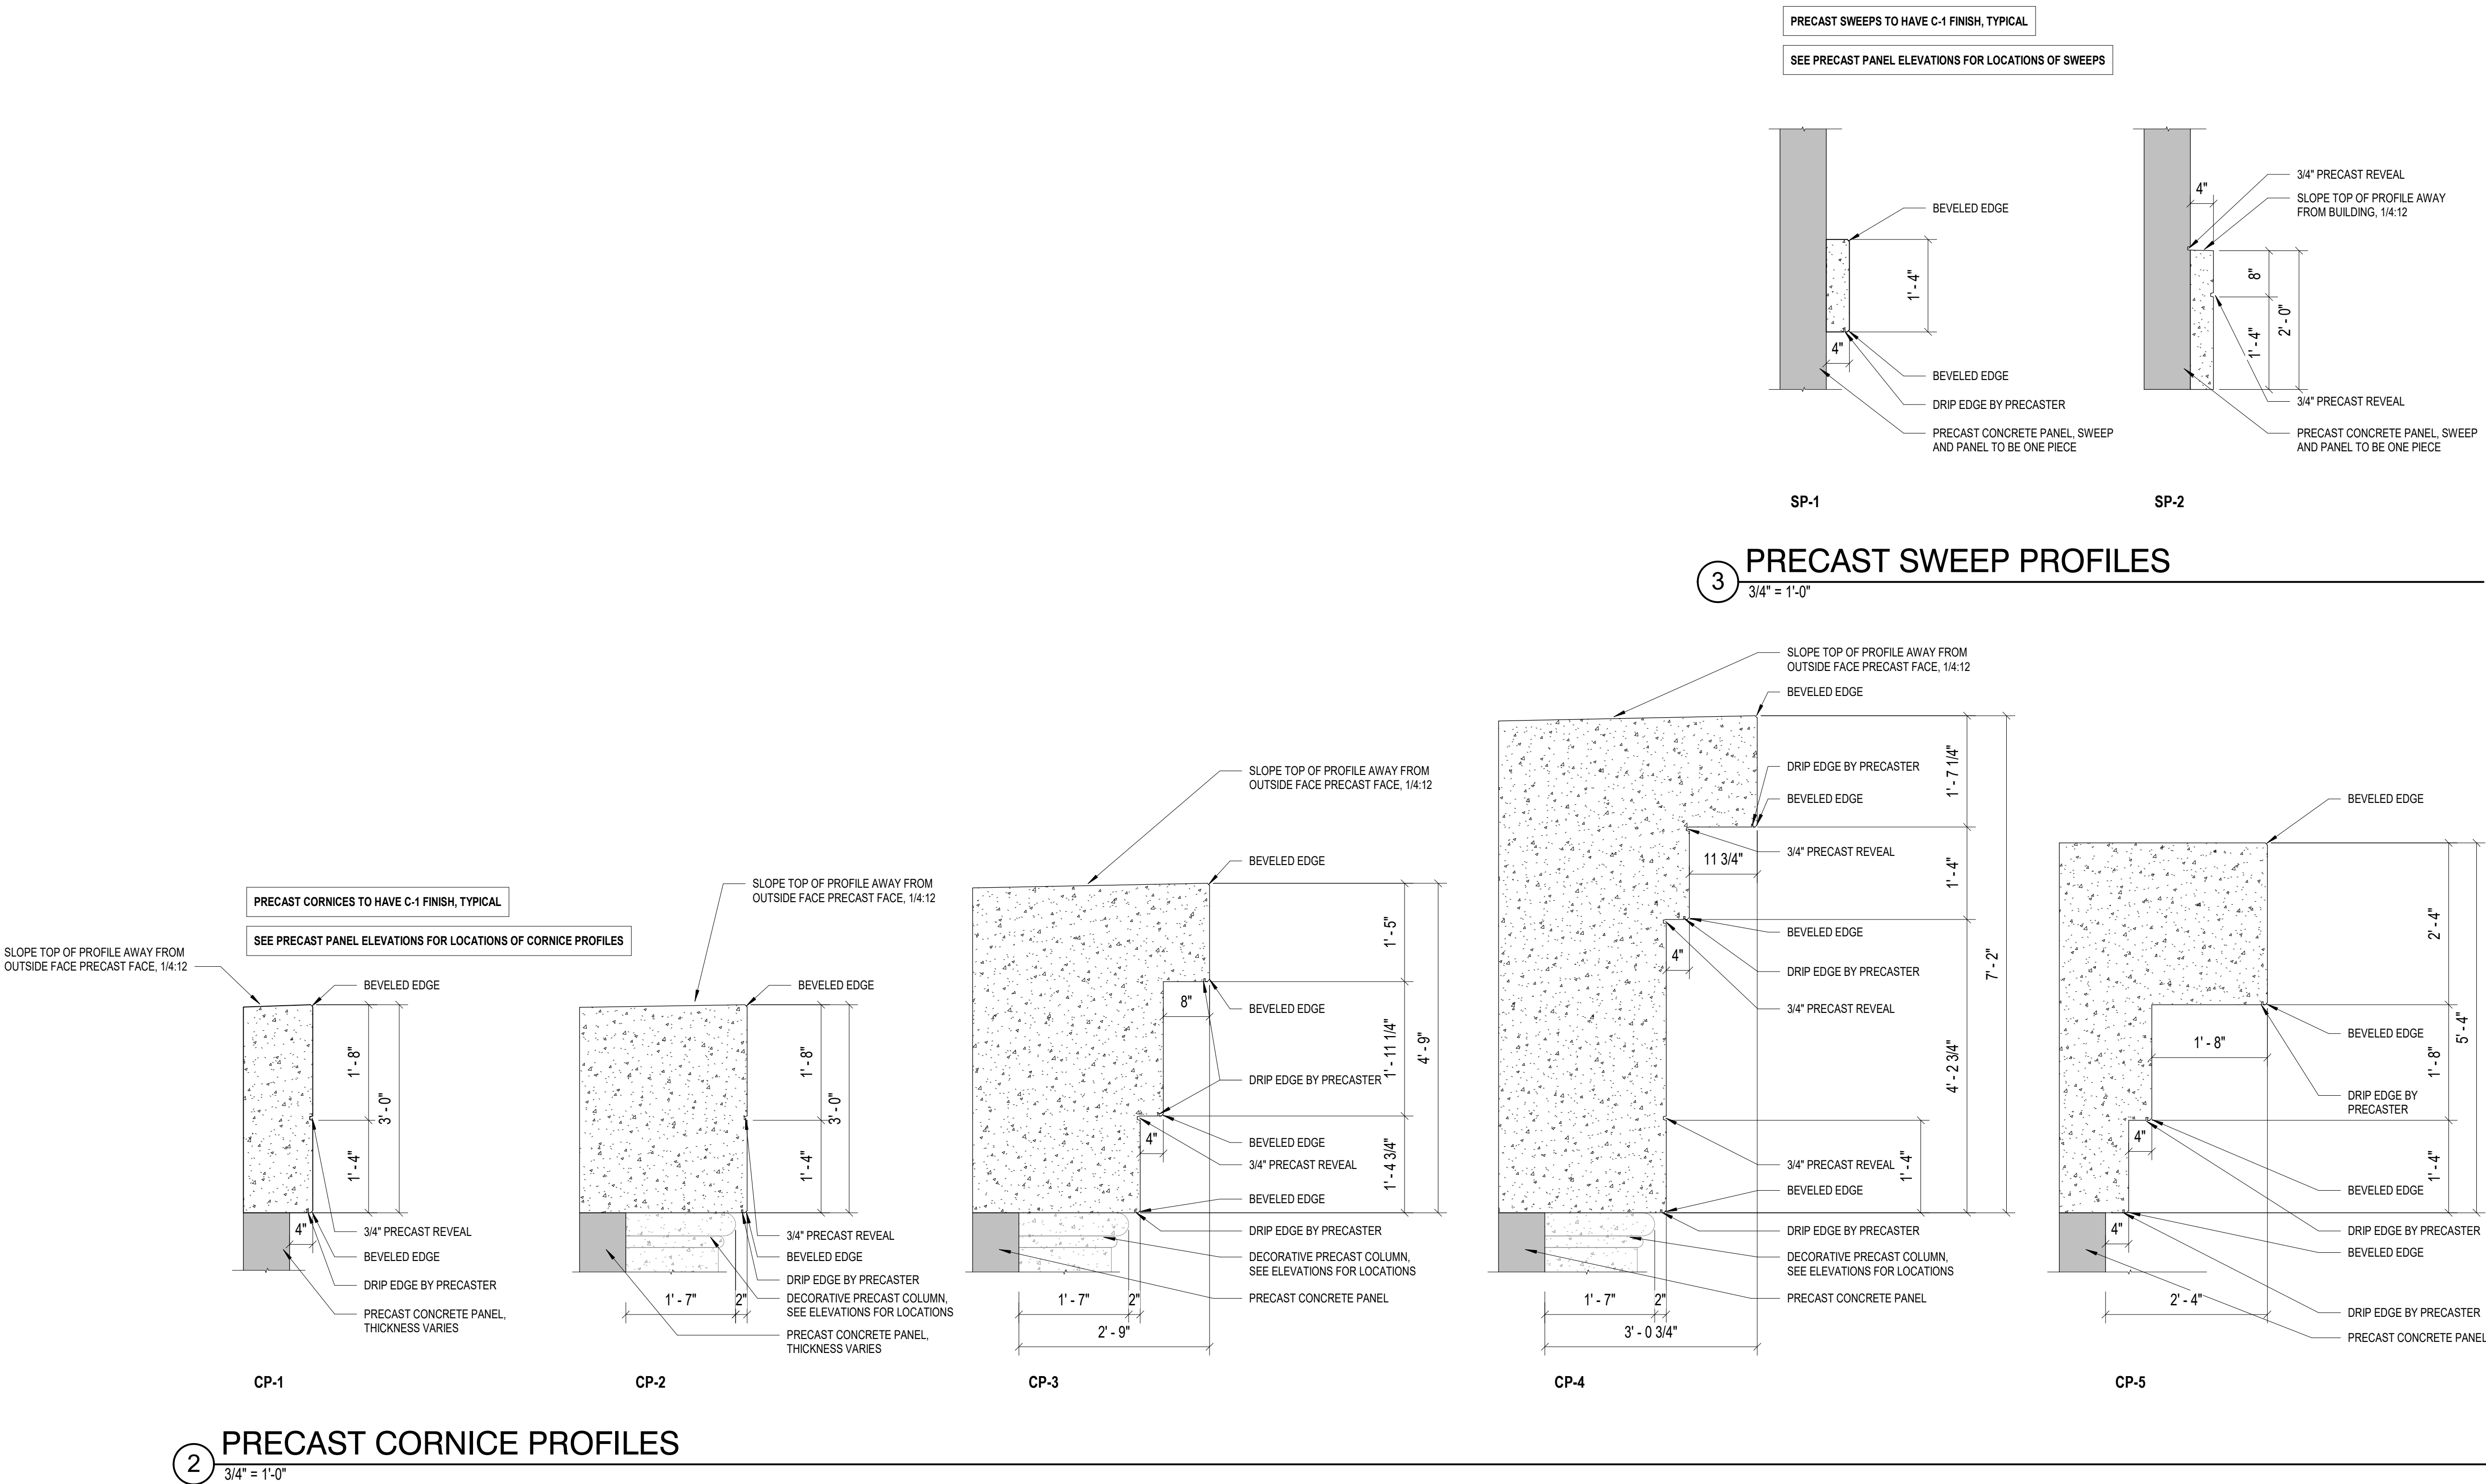 PRECAST SWEEPS TO HAVE C-1 FINISH, TYPICAL
SEE PRECAST PANEL ELEVATIONS FOR LOCATIONS OF SWEEPS
BEVELED EDGE
1' - 4"
4"
BEVELED EDGE
DRIP EDGE BY PRECASTER
PRECAST CONCRETE PANEL, SWEEP
AND PANEL TO BE ONE PIECE
SP-1
4"
3/4" PRECAST REVEAL
SLOPE TOP OF PROFILE AWAY
FROM BUILDING, 1/4:12
8"
1' - 4"
2' - 0"
3/4" PRECAST REVEAL
PRECAST CONCRETE PANEL, SWEEP
AND PANEL TO BE ONE PIECE
SP-2
3
PRECAST SWEEP PROFILES
3/4" = 1'-0"
PRECAST CORNICES TO HAVE C-1 FINISH, TYPICAL
SEE PRECAST PANEL ELEVATIONS FOR LOCATIONS OF CORNICE PROFILES
SLOPE TOP OF PROFILE AWAY FROM
OUTSIDE FACE PRECAST FACE, 1/4:12
BEVELED EDGE
1' - 8"
3' - 0"
1' - 4"
4"
3/4" PRECAST REVEAL
BEVELED EDGE
DRIP EDGE BY PRECASTER
PRECAST CONCRETE PANEL,
THICKNESS VARIES
CP-1
SLOPE TOP OF PROFILE AWAY FROM
OUTSIDE FACE PRECAST FACE, 1/4:12
BEVELED EDGE
1' - 8"
3' - 0"
1' - 4"
3/4" PRECAST REVEAL
BEVELED EDGE
DRIP EDGE BY PRECASTER
DECORATIVE PRECAST COLUMN,
SEE ELEVATIONS FOR LOCATIONS
1' - 7"
2"
PRECAST CONCRETE PANEL,
THICKNESS VARIES
CP-2
SLOPE TOP OF PROFILE AWAY FROM
OUTSIDE FACE PRECAST FACE, 1/4:12
BEVELED EDGE
1' - 5"
8"
BEVELED EDGE
1' - 11 1/4"
4' - 9"
DRIP EDGE BY PRECASTER
4"
BEVELED EDGE
3/4" PRECAST REVEAL
1' - 4 3/4"
BEVELED EDGE
DRIP EDGE BY PRECASTER
DECORATIVE PRECAST COLUMN,
SEE ELEVATIONS FOR LOCATIONS
PRECAST CONCRETE PANEL
1' - 7"
2"
2' - 9"
CP-3
SLOPE TOP OF PROFILE AWAY FROM
OUTSIDE FACE PRECAST FACE, 1/4:12
BEVELED EDGE
DRIP EDGE BY PRECASTER
1' - 7 1/4"
BEVELED EDGE
3/4" PRECAST REVEAL
11 3/4"
1' - 4"
BEVELED EDGE
4"
DRIP EDGE BY PRECASTER
7' - 2"
3/4" PRECAST REVEAL
4' - 2 3/4"
3/4" PRECAST REVEAL
1' - 4"
BEVELED EDGE
DRIP EDGE BY PRECASTER
DECORATIVE PRECAST COLUMN,
SEE ELEVATIONS FOR LOCATIONS
PRECAST CONCRETE PANEL
1' - 7"
2"
3' - 0 3/4"
CP-4
BEVELED EDGE
2' - 4"
BEVELED EDGE
5' - 4"
1' - 8"
1' - 8"
DRIP EDGE BY
PRECASTER
4"
1' - 4"
BEVELED EDGE
4"
DRIP EDGE BY PRECASTER
BEVELED EDGE
2' - 4"
DRIP EDGE BY PRECASTER
PRECAST CONCRETE PANEL
CP-5
2
PRECAST CORNICE PROFILES
3/4" = 1'-0"